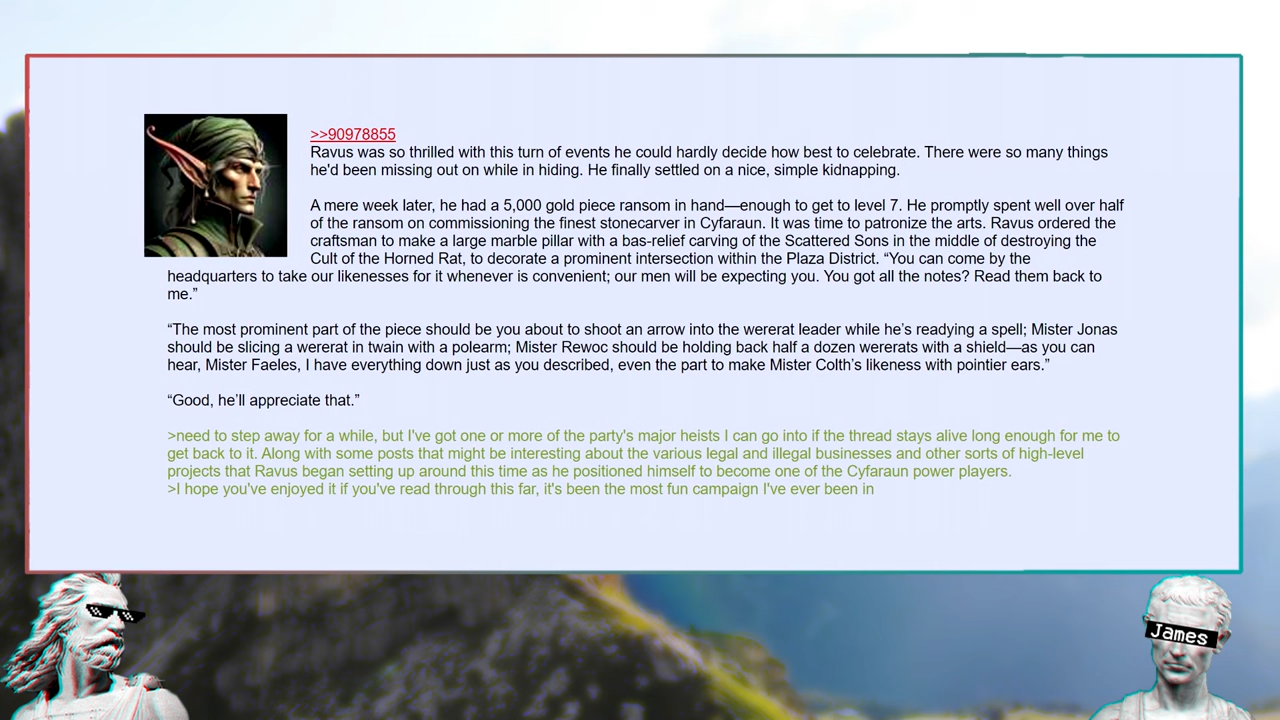 >>90978855
Ravus was so thrilled with this turn of events he could hardly decide how best to celebrate. There were so many things
he'd been missing out on while in hiding. He finally settled on a nice, simple kidnapping.
A mere week later, he had a 5,000 gold piece ransom in hand—enough to get to level 7. He promptly spent well over half
of the ransom on commissioning the finest stonecarver in Cyfaraun. It was time to patronize the arts. Ravus ordered the
craftsman to make a large marble pillar with a bas-relief carving of the Scattered Sons in the middle of destroying the
Cult of the Horned Rat, to decorate a prominent intersection within the Plaza District. “You can come by the
headquarters to take our likenesses for it whenever is convenient; our men will be expecting you. You got all the notes? Read them back to
me.”
“The most prominent part of the piece should be you about to shoot an arrow into the wererat leader while he’s readying a spell; Mister Jonas
should be slicing a wererat in twain with a polearm; Mister Rewoc should be holding back half a dozen wererats with a shield—as you can
hear, Mister Faeles, I have everything down just as you described, even the part to make Mister Colth’s likeness with pointier ears.”
“Good, he’ll appreciate that.”
>need to step away for a while, but I've got one or more of the party's major heists I can go into if the thread stays alive long enough for me to
get back to it. Along with some posts that might be interesting about the various legal and illegal businesses and other sorts of high-level
projects that Ravus began setting up around this time as he positioned himself to become one of the Cyfaraun power players.
>I hope you've enjoyed it if you've read through this far, it's been the most fun campaign I've ever been in
James